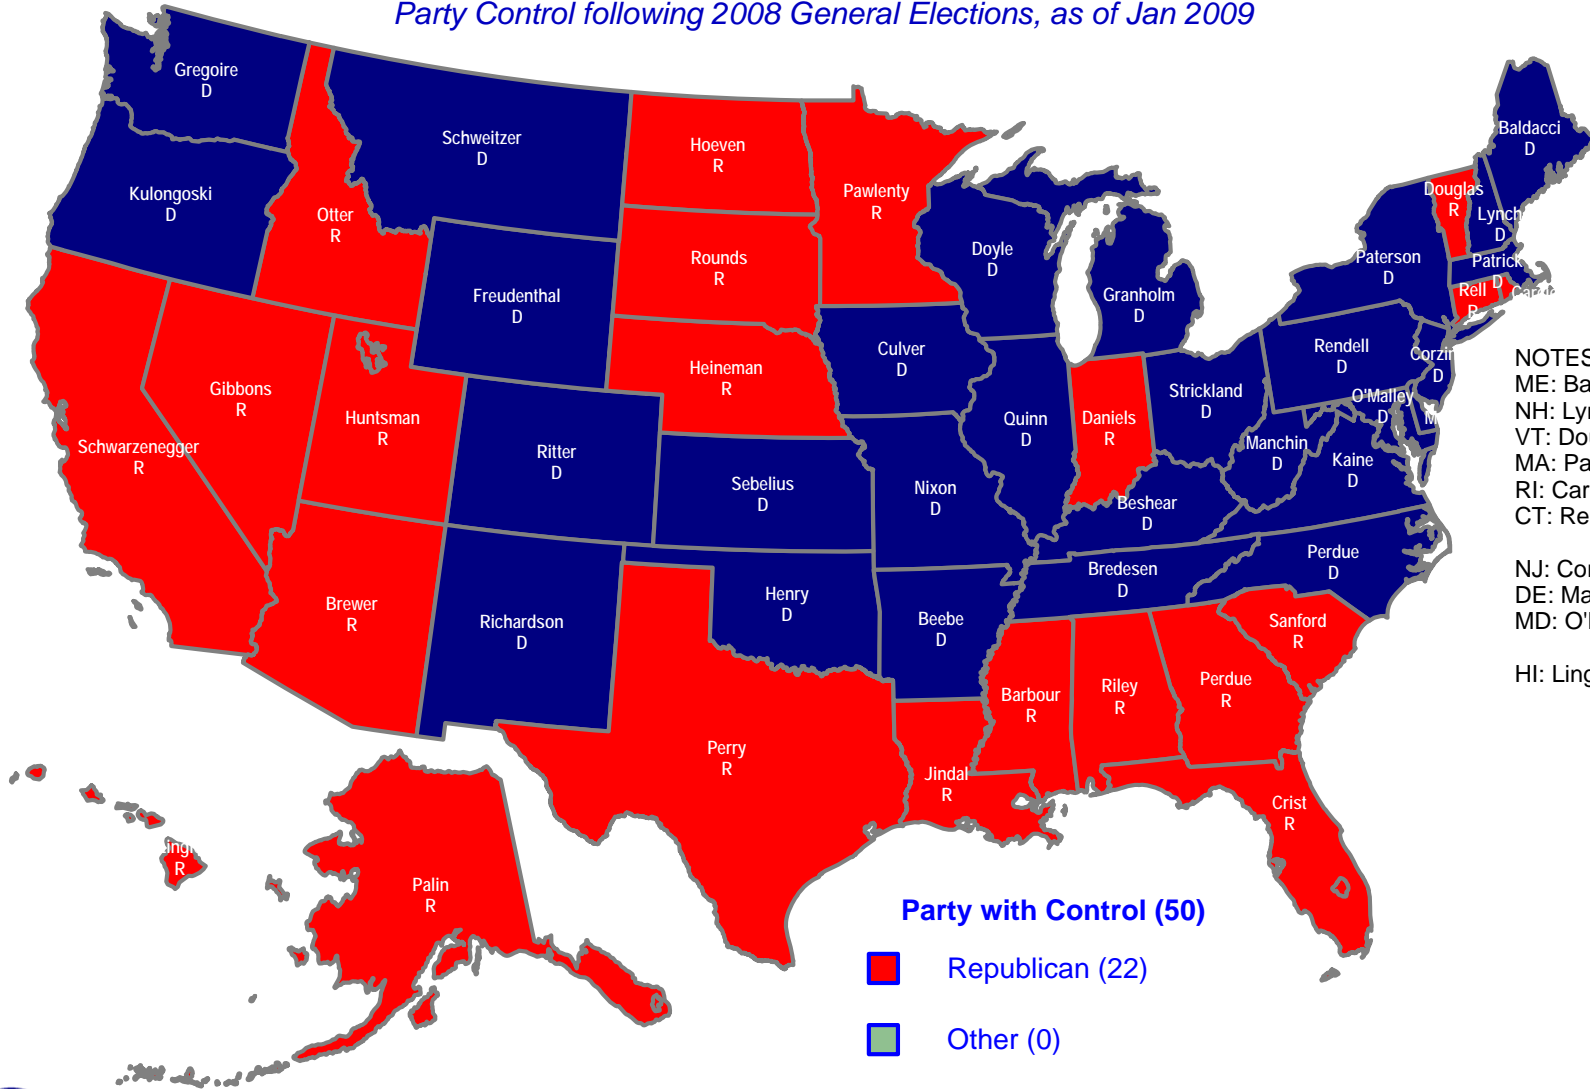 Party Control following 2008 General Elections, as of Jan 2009
Gregoire
D
Kulongoski
D
Otter
R
Schweitzer
D
Hoeven
R
Pawlenty
R
Baldacci
D
Douglas
R
Lynch
D
Rounds
R
Doyle
D
Paterson
D
Patrick
D
Freudenthal
D
Granholm
D
Rell
R
Culver
D
Rendell
D
Corzin
D
Gibbons
R
Huntsman
R
Heineman
R
Strickland
D
O'Malley
D
M
Schwarzenegger
R
Ritter
D
Sebelius
D
Nixon
D
Quinn
D
Daniels
R
Manchin
D
Kaine
D
Beshear
D
Brewer
R
Richardson
D
Henry
D
Beebe
D
Bredesen
D
Perdue
D
Sanford
R
Perry
R
Jindal
R
Barbour
R
Riley
R
Perdue
R
Crist
R
ingl
R
Palin
R
NOTES
ME: Ba
NH: Lyn
VT: Dou
MA: Pa
RI: Car
CT: Re
NJ: Cor
DE: Ma
MD: O'
HI: Ling
Party with Control (50)
Republican (22)
Other (0)